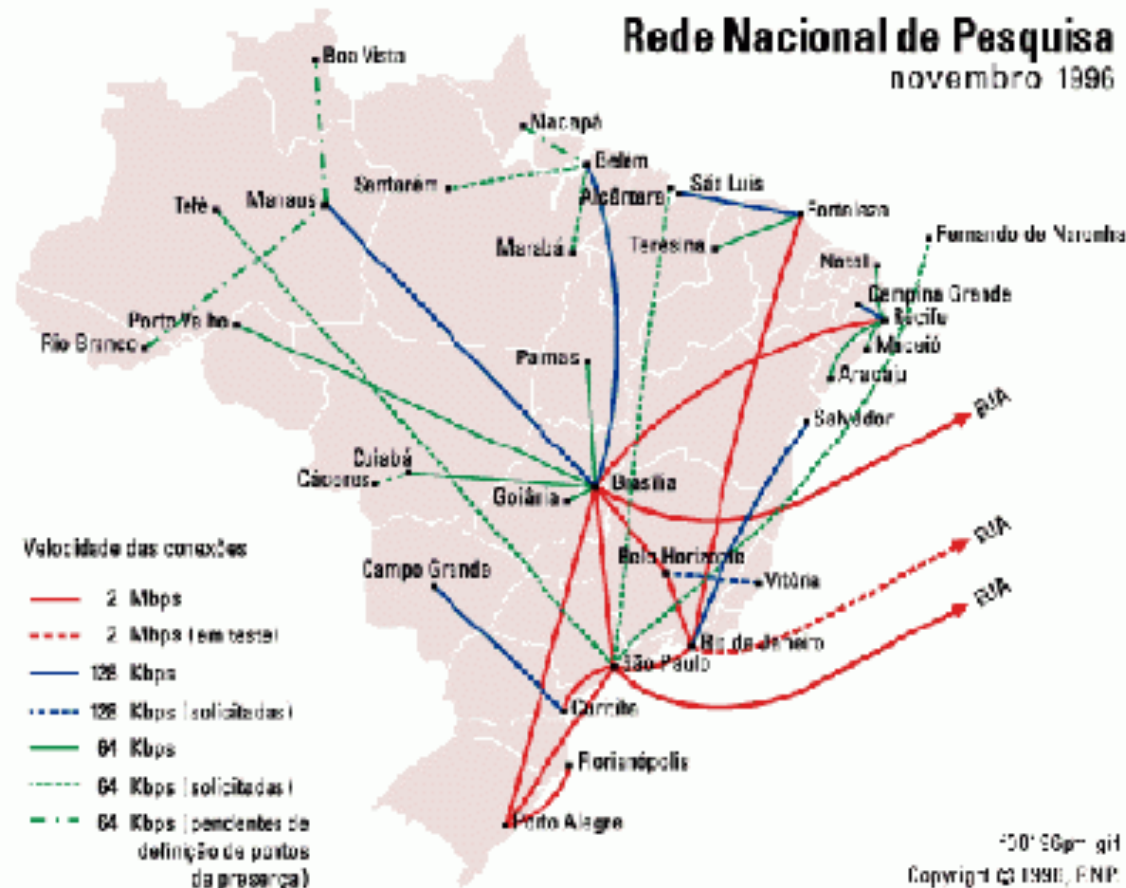 Rede Nacional de Pesquisa
novembro 1996
Boa Vista
Macapá
Belém
Santarém
Alcântara
São Luis
Tefé
Manaus
Fortaleza
Fernando de Noronha
Marabá
Teresina
Natal
Campina Grande
Recife
Porto Velho
Rio Branco
Maceió
Palmas
Aracaju
EUA
Salvador
Cuiabá
Cáceres
Goiânia
Brasília
EUA
Belo Horizonte
Vitória
Campo Grande
EUA
Rio de Janeiro
São Paulo
Curitiba
Florianópolis
Porto Alegre
Velocidade das conexões
2 Mbps
2 Mbps (em teste)
128 Kbps
128 Kbps (solicitadas)
64 Kbps
64 Kbps (solicitadas)
64 Kbps (pendentes de
definição de pontos
de presença)
Copyright © 1996, RNP.